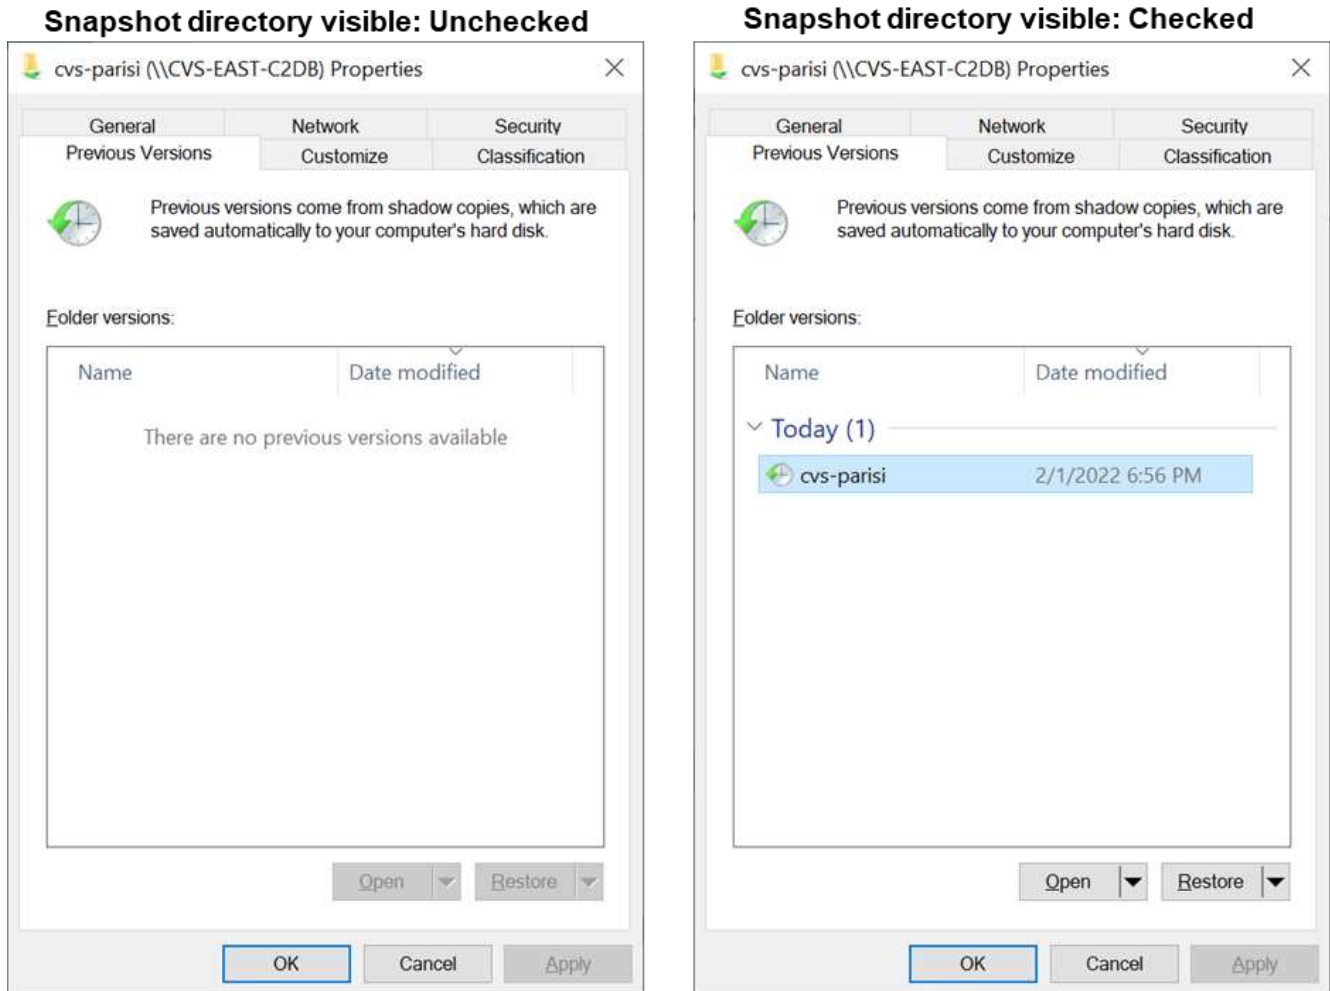 Snapshot directory visible: Unchecked
cvs-parisi (\\CVS-EAST-C2DB) Properties
General Network Security
Previous Versions Customize Classification
Previous versions come from shadow copies, which are
saved automatically to your computer's hard disk.
Folder versions:
Name Date modified
There are no previous versions available
Open Restore
OK Cancel Apply
Snapshot directory visible: Checked
cvs-parisi (\\CVS-EAST-C2DB) Properties
General Network Security
Previous Versions Customize Classification
Previous versions come from shadow copies, which are
saved automatically to your computer's hard disk.
Folder versions:
Name Date modified
Today (1)
cvs-parisi 2/1/2022 6:56 PM
Open Restore
OK Cancel Apply